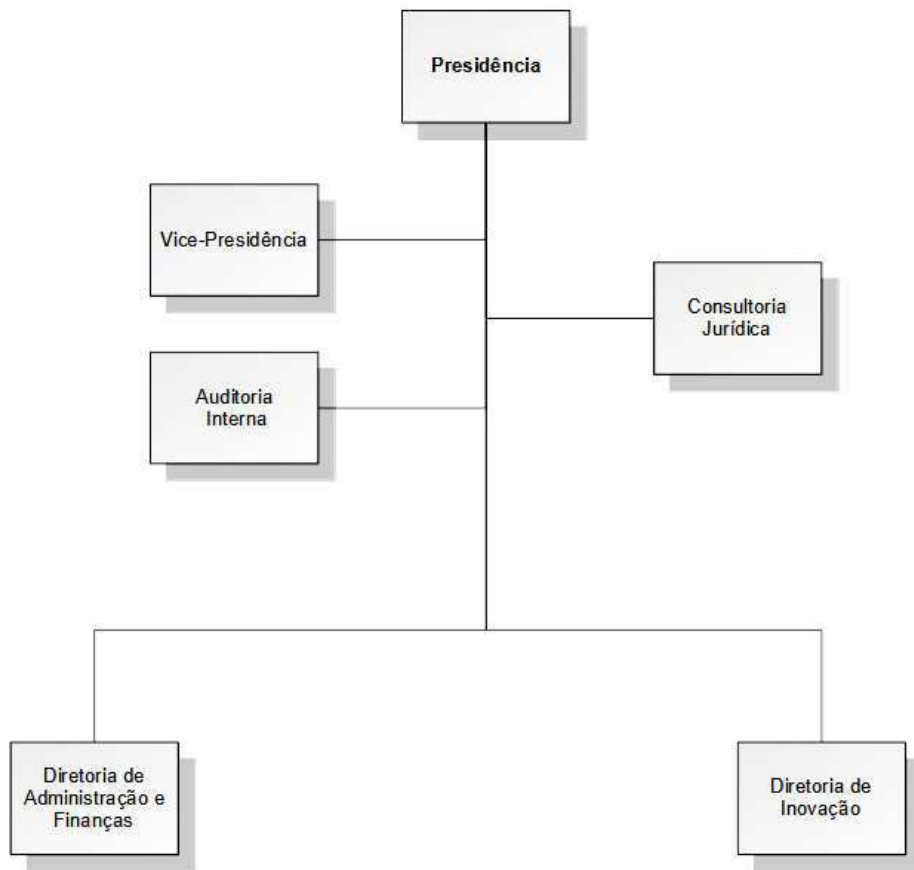 Presidência
Vice-Presidência
Consultoria
Jurídica
Auditoria
Interna
Diretoria de
Administração e
Finanças
Diretoria de
Inovação